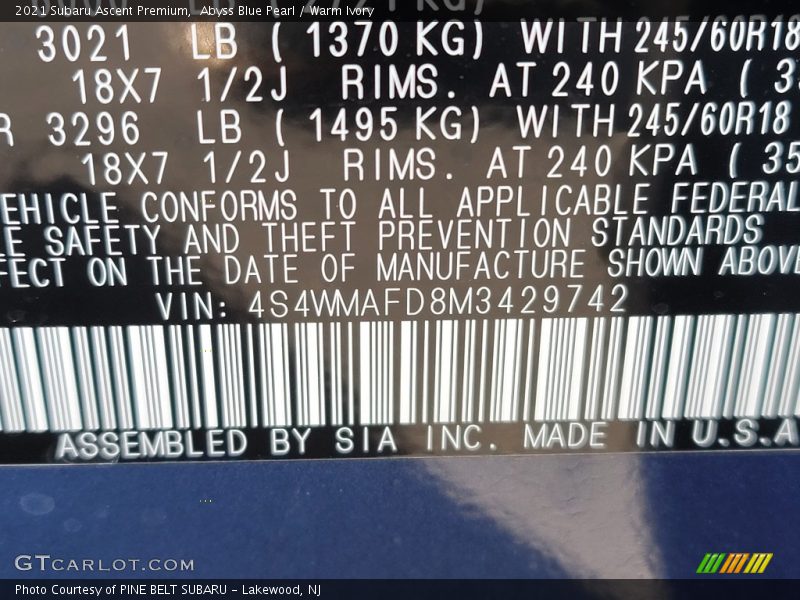 2021 Subaru Ascent Premium,  Abyss Blue Pearl / Warm Ivory
KG)
3021 LB ( 1370 KG) WITH 245/60R18
18X7 1/2J RIMS. AT 240 KPA ( 35
R 3296 LB ( 1495 KG) WITH 245/60R18
18X7 1/2J RIMS. AT 240 KPA ( 35
EHICLE CONFORMS TO ALL APPLICABLE FEDERAL
E SAFETY AND THEFT PREVENTION STANDARDS
FECT ON THE DATE OF MANUFACTURE SHOWN ABOVE
VIN: 4S4WMAFD8M3429742
ASSEMBLED BY SIA INC. MADE IN U.S.A
GTCARLOT.COM
Photo Courtesy of PINE BELT SUBARU - Lakewood, NJ